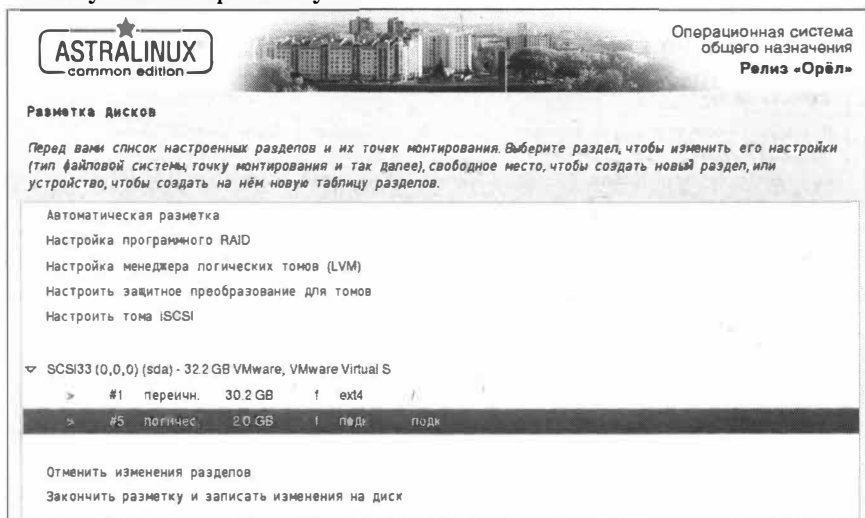 ASTRALINUX
common edition
Операционная система
общего назначения
Релиз «Орёл»
Разметка дисков
Перед вами список настроенных разделов и их точек монтирования. Выберите раздел, чтобы изменить его настройки
(тип файловой системы, точку монтирования и так далее), свободное место, чтобы создать новый раздел, или
устройство, чтобы создать на нём новую таблицу разделов.
Автоматическая разметка
Настройка программного RAID
Настройка менеджера логических томов (LVM)
Настроить защитное преобразование для томов
Настроить тома iSCSI
SCSI33 (0,0,0) (sda) - 32.2 GB VMware, VMware Virtual S
> #1 первичн. 30.2 GB f ext4 /
> #5 логичес. 2.0 GB f подк подк
Отменить изменения разделов
Закончить разметку и записать изменения на диск